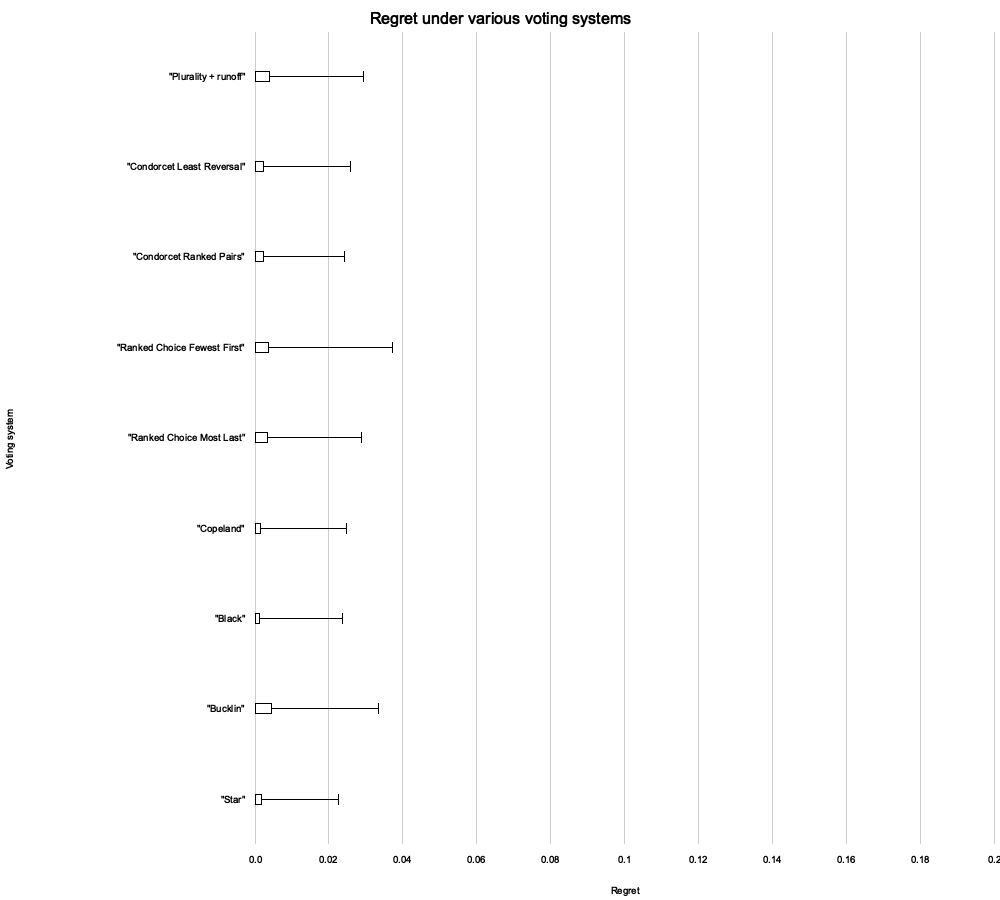 Regret under various voting systems
"Plurality + runoff"
"Condorcet Least Reversal"
"Condorcet Ranked Pairs"
"Ranked Choice Fewest First"
"Ranked Choice Most Last"
"Copeland"
"Black"
"Bucklin"
"Star"
Voting system
0.0 0.02 0.04 0.06 0.08 0.1 0.12 0.14 0.16 0.18 0.2
Regret